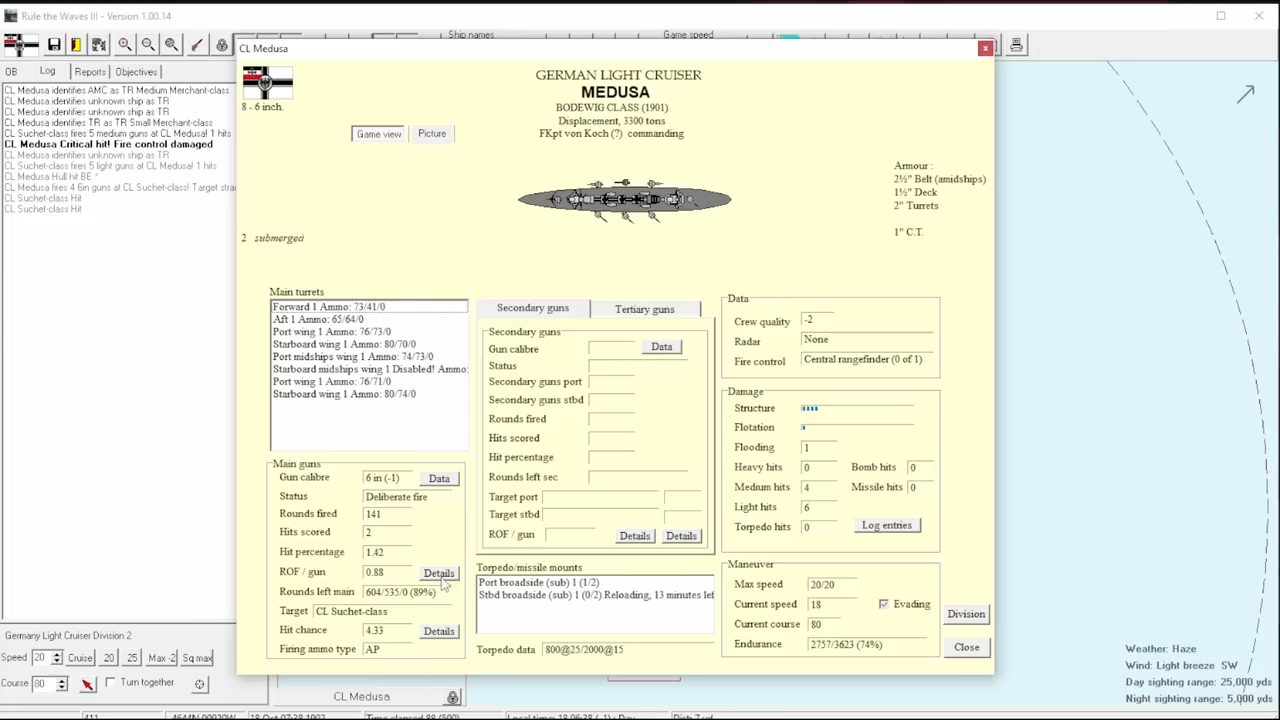 Rule the Waves III - Version 1.00.14
Ship names
Game speed
OB
Log
Reports
Objectives
CL Medusa identifies AMC as TR Medium Merchant-class
CL Medusa identifies unknown ship as TR
CL Medusa identifies unknown ship as TR
CL Medusa identifies TR as TR Small Merchant-class
CL Suchet-class fires 5 medium guns at CL Medusa! 1 hits
CL Medusa Critical hit! Fire control damaged
CL Medusa identifies unknown ship as TR
CL Suchet-class fires 5 light guns at CL Medusa! 1 hits
CL Medusa Hull hit BE *
CL Medusa fires 4 6in guns at CL Suchet-class! Target
CL Suchet-class Hit
CL Suchet-class Hit
CL Medusa
8 - 6 inch.
GERMAN LIGHT CRUISER
MEDUSA
BODEWIG CLASS (1901)
Displacement, 3300 tons
FKpt von Koch (?) commanding
Game view
Picture
Armour :
2½" Belt (amidships)
1½" Deck
2" Turrets
1" C.T.
2 submerged
Main turrets
Forward 1 Ammo: 73/41/0
Aft 1 Ammo: 65/64/0
Port wing 1 Ammo: 76/73/0
Starboard wing 1 Ammo: 80/70/0
Port midships wing 1 Ammo: 74/73/0
Starboard midships wing 1 Disabled! Ammo:
Port wing 1 Ammo: 76/71/0
Starboard wing 1 Ammo: 80/74/0
Main guns
Gun calibre 6 in (-1) Data
Status Deliberate fire
Rounds fired 141
Hits scored 2
Hit percentage 1.42
ROF / gun 0.88 Details
Rounds left main 604/535/0 (89%)
Target CL Suchet-class
Hit chance 4.33 Details
Firing ammo type AP
Secondary guns
Tertiary guns
Secondary guns
Gun calibre Data
Status
Secondary guns port
Secondary guns stbd
Rounds fired
Hits scored
Hit percentage
Rounds left sec
Target port
Target stbd
ROF / gun Details Details
Torpedo/missile mounts
Port broadside (sub) 1 (1/2)
Stbd broadside (sub) 1 (0/2) Reloading, 13 minutes lef
Torpedo data 800@25/2000@15
Data
Crew quality -2
Radar None
Fire control Central rangefinder (0 of 1)
Damage
Structure
Flotation
Flooding 1
Heavy hits 0 Bomb hits 0
Medium hits 4 Missile hits 0
Light hits 6
Torpedo hits 0 Log entries
Maneuver
Max speed 20/20
Current speed 18 Evading
Current course 80
Endurance 2757/3623 (74%)
Division
Close
Germany Light Cruiser Division 2
Speed 20 Cruise 20 25 Max -2 Sq max
Course 80 Turn together
CL Medusa
Weather: Haze
Wind: Light breeze SW
Day sighting range: 25,000 yds
Night sighting range: 5,000 yds